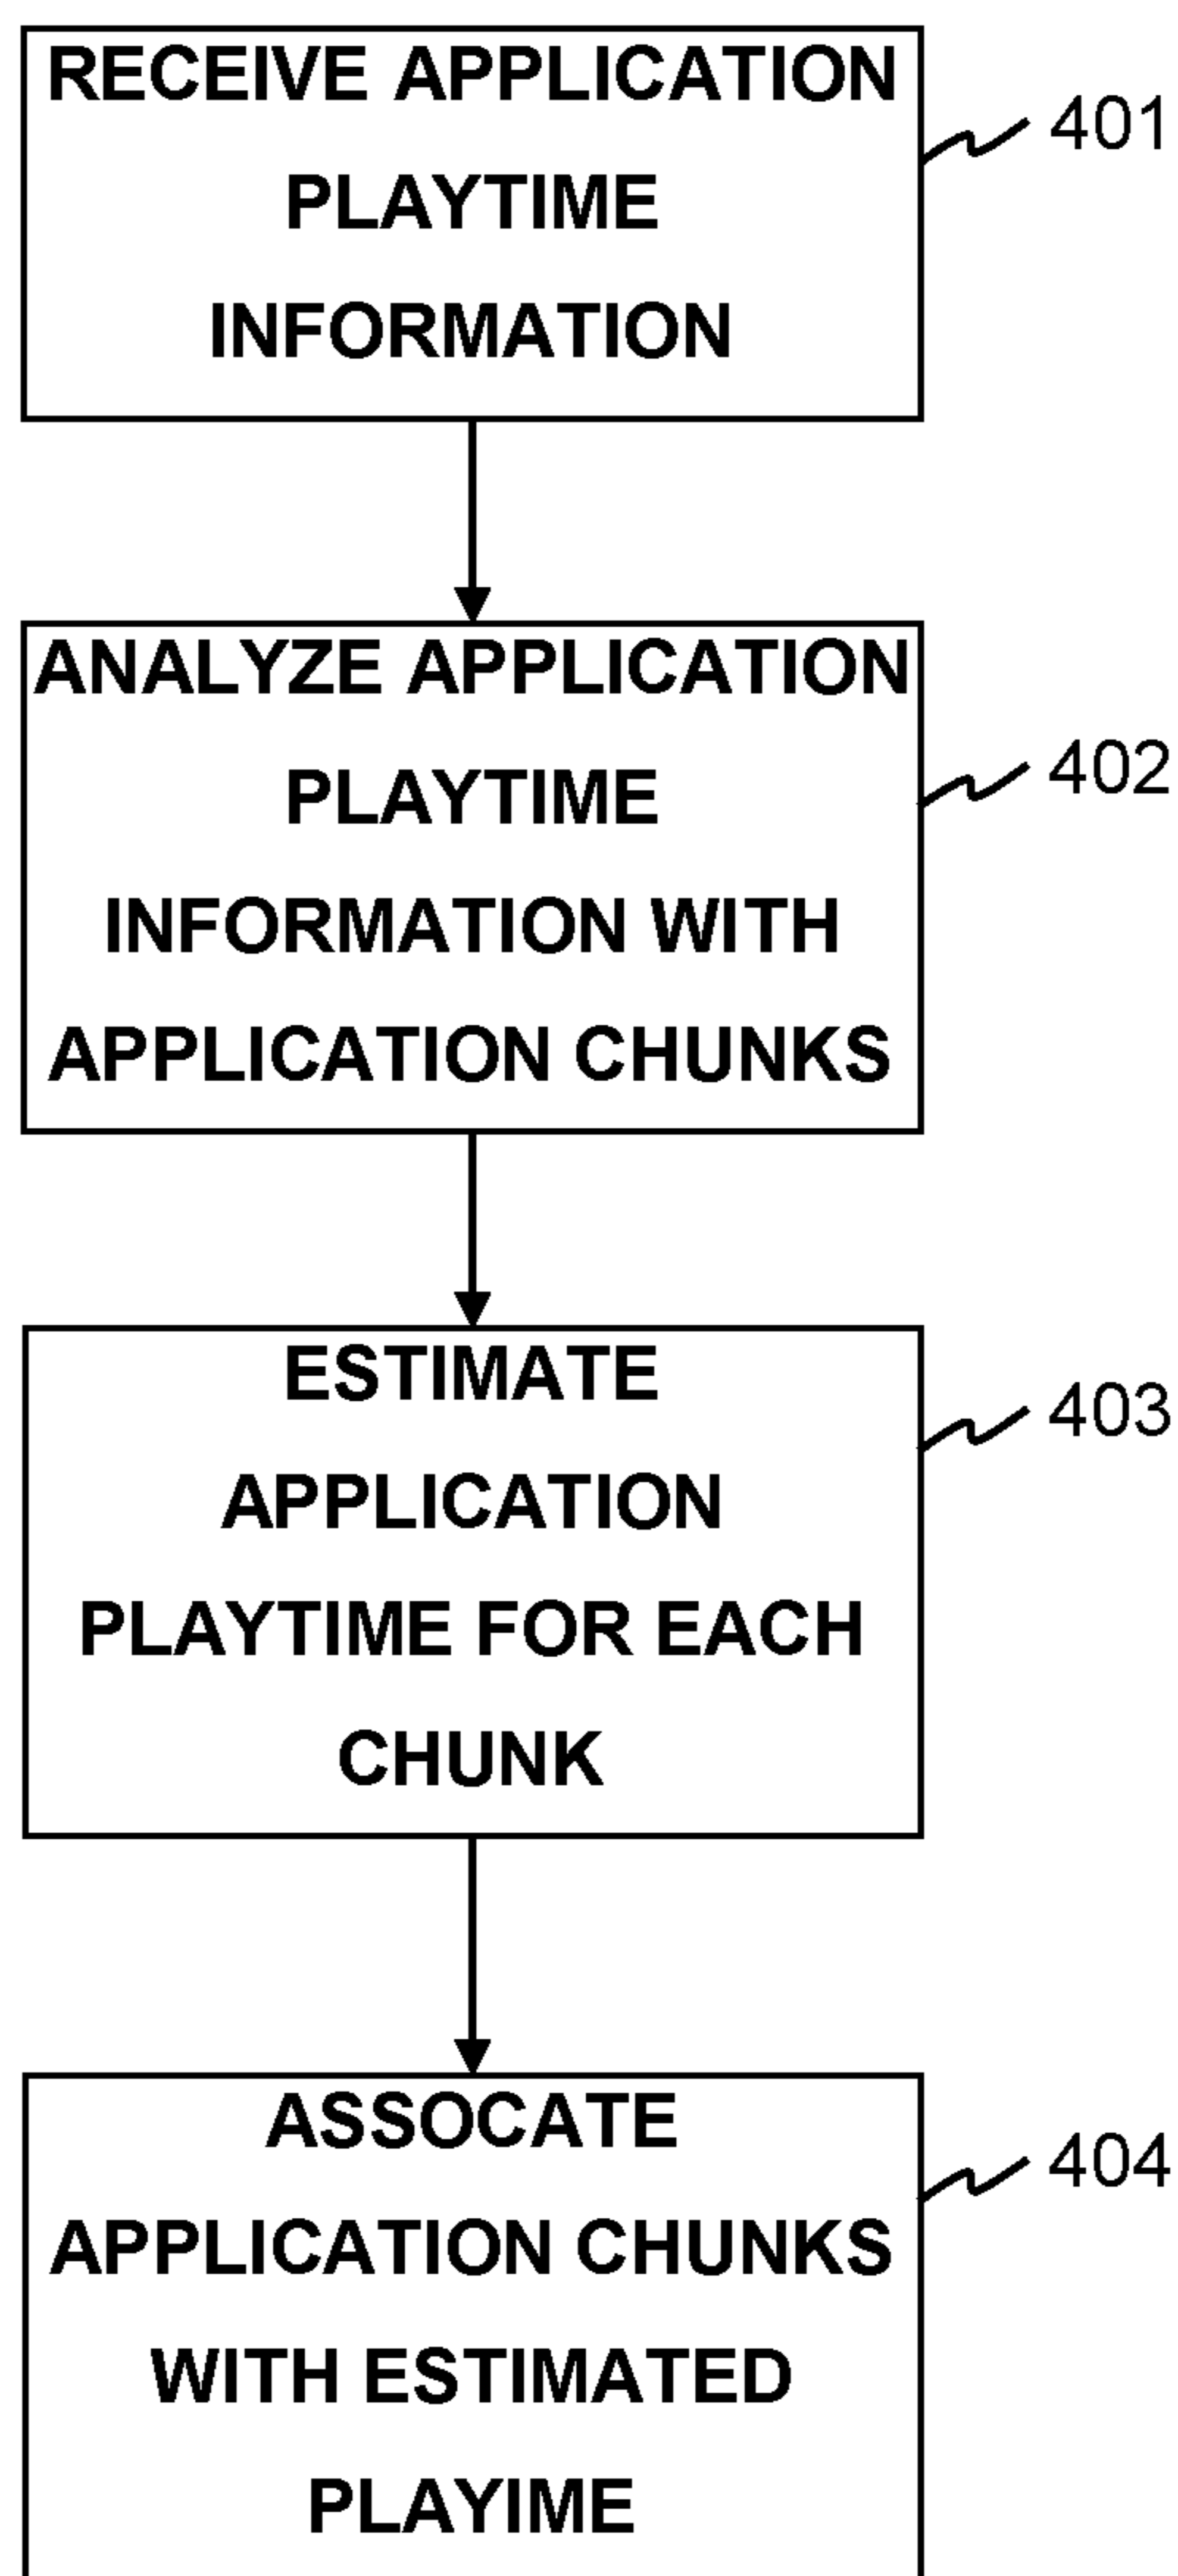 RECEIVE APPLICATION
PLAYTIME
INFORMATION
401
ANALYZE APPLICATION
PLAYTIME
INFORMATION WITH
APPLICATION CHUNKS
402
ESTIMATE
APPLICATION
PLAYTIME FOR EACH
CHUNK
403
ASSOCATE
APPLICATION CHUNKS
WITH ESTIMATED
PLAYIME
404